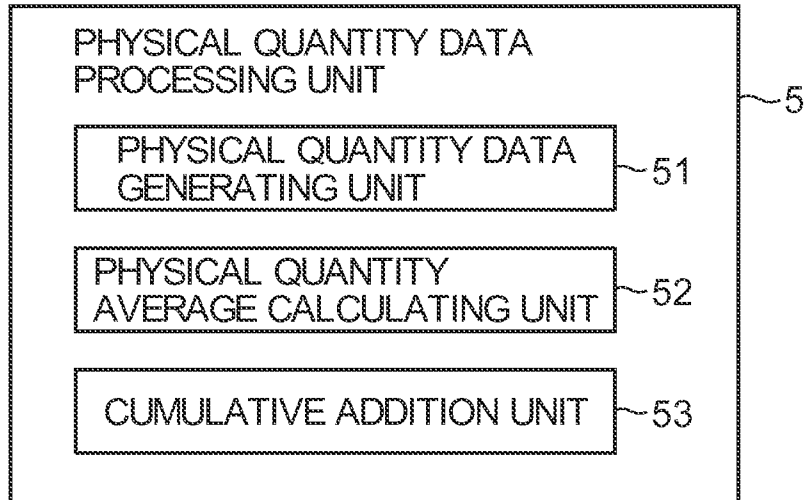 PHYSICAL QUANTITY DATA
PROCESSING UNIT
5
PHYSICAL QUANTITY DATA
GENERATING UNIT
51
PHYSICAL QUANTITY
AVERAGE CALCULATING UNIT
52
CUMULATIVE ADDITION UNIT
53